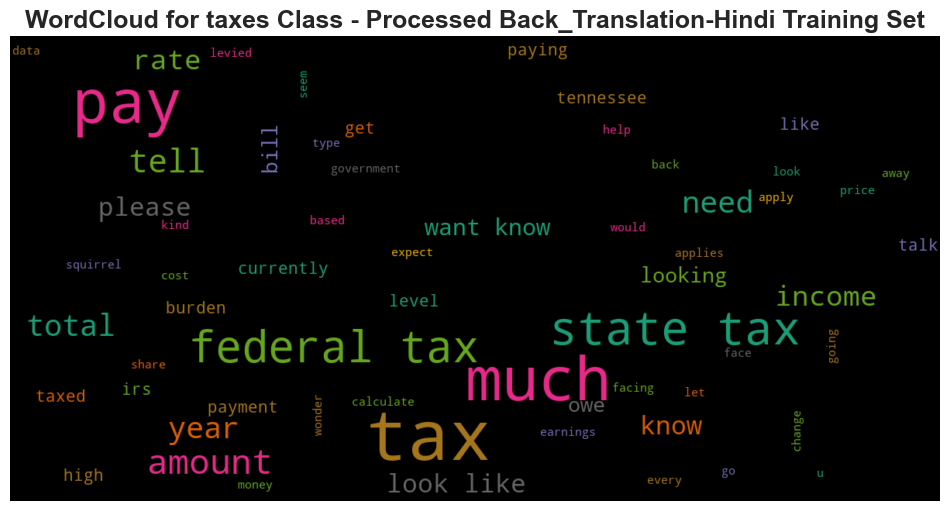 WordCloud for taxes Class - Processed Back_Translation-Hindi Training Set
data
rate
levied
paying
seem
pay
tennessee
get
help
like
bill
type
tell
government
back
look
away
please
need
apply
price
kind
based
want know
would
talk
expect
applies
squirrel
cost
currently
looking
burden
level
income
total
federal tax
state tax
going
share
face
much
taxed
irs
payment
calculate
facing
let
owe
year
wonder
tax
earnings
know
change
amount
high
money
look like
every
go
u